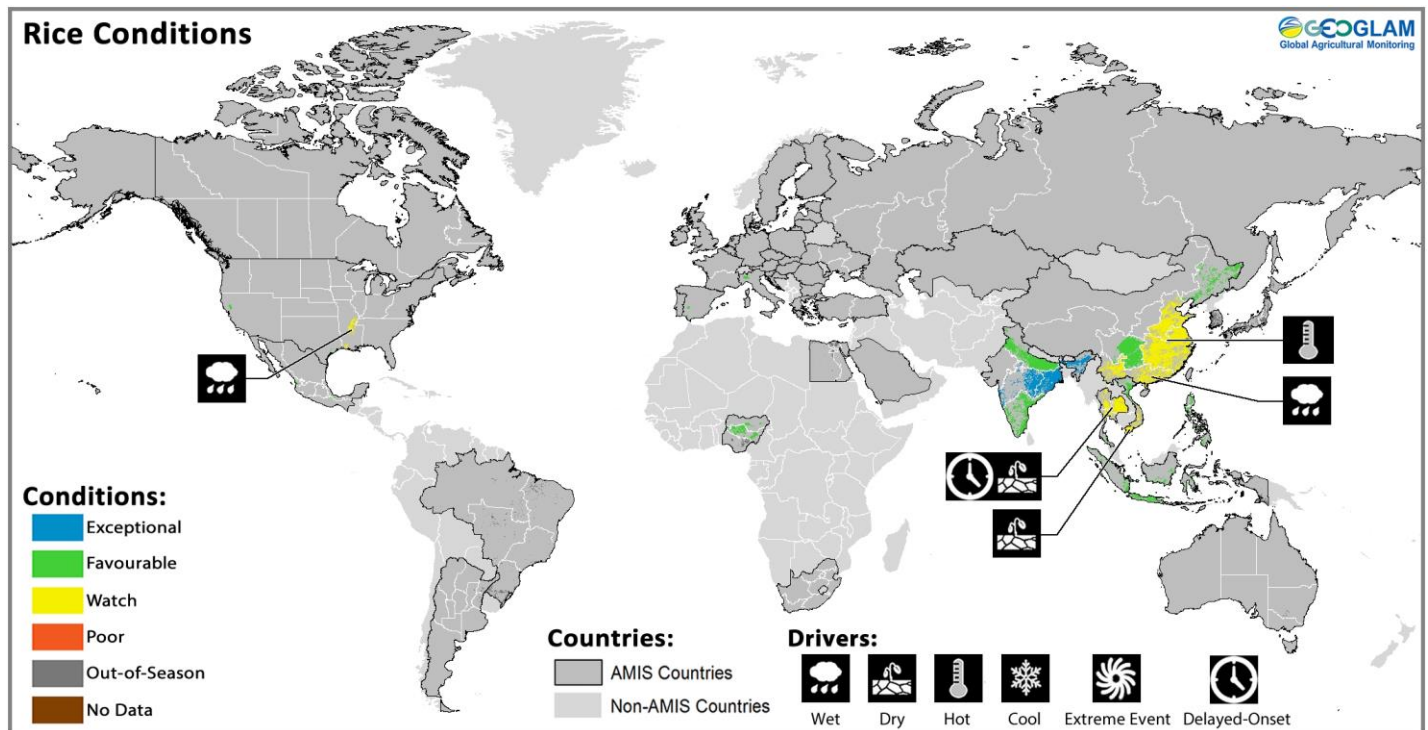 Rice Conditions
GEOGLAM
Global Agricultural Monitoring
Conditions:
Exceptional
Favourable
Watch
Poor
Out-of-Season
No Data
Countries:
AMIS Countries
Non-AMIS Countries
Drivers:
Wet
Dry
Hot
Cool
Extreme Event
Delayed-Onset